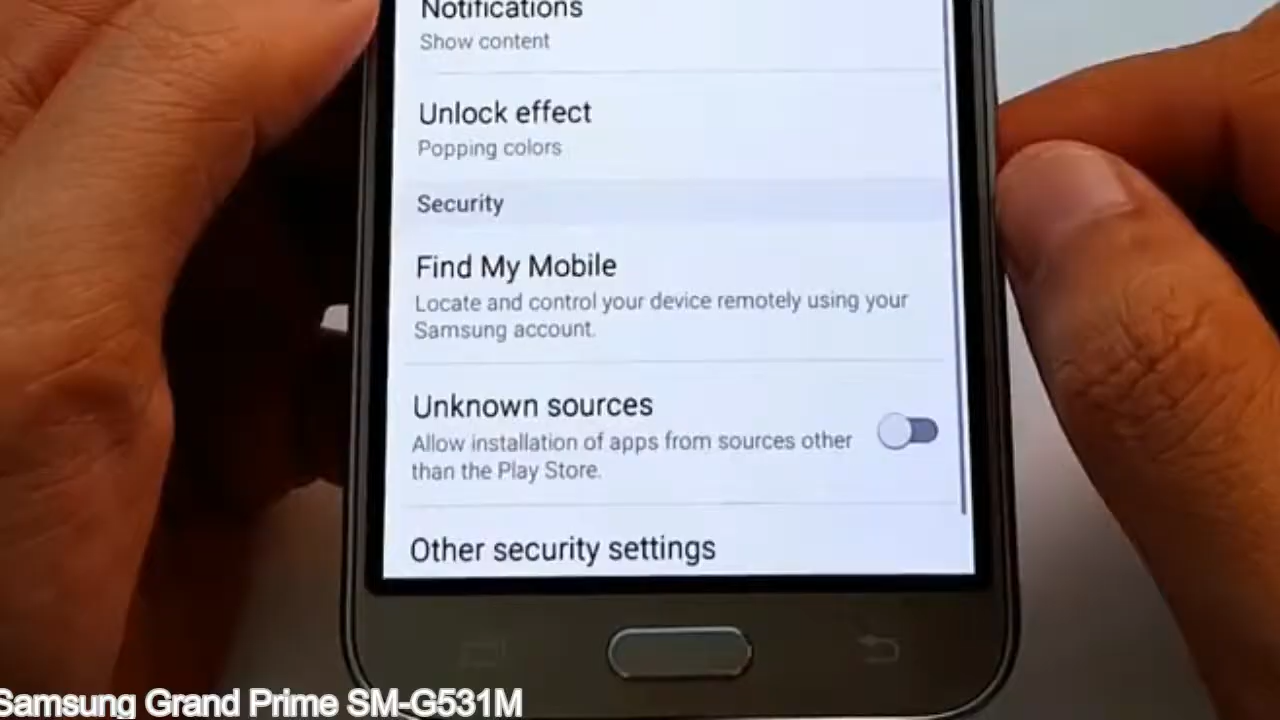 Notifications
Show content
Unlock effect
Popping colors
Security
Find My Mobile
Locate and control your device remotely using your
Samsung account.
Unknown sources
Allow installation of apps from sources other
than the Play Store.
Other security settings
Samsung Grand Prime SM-G531M